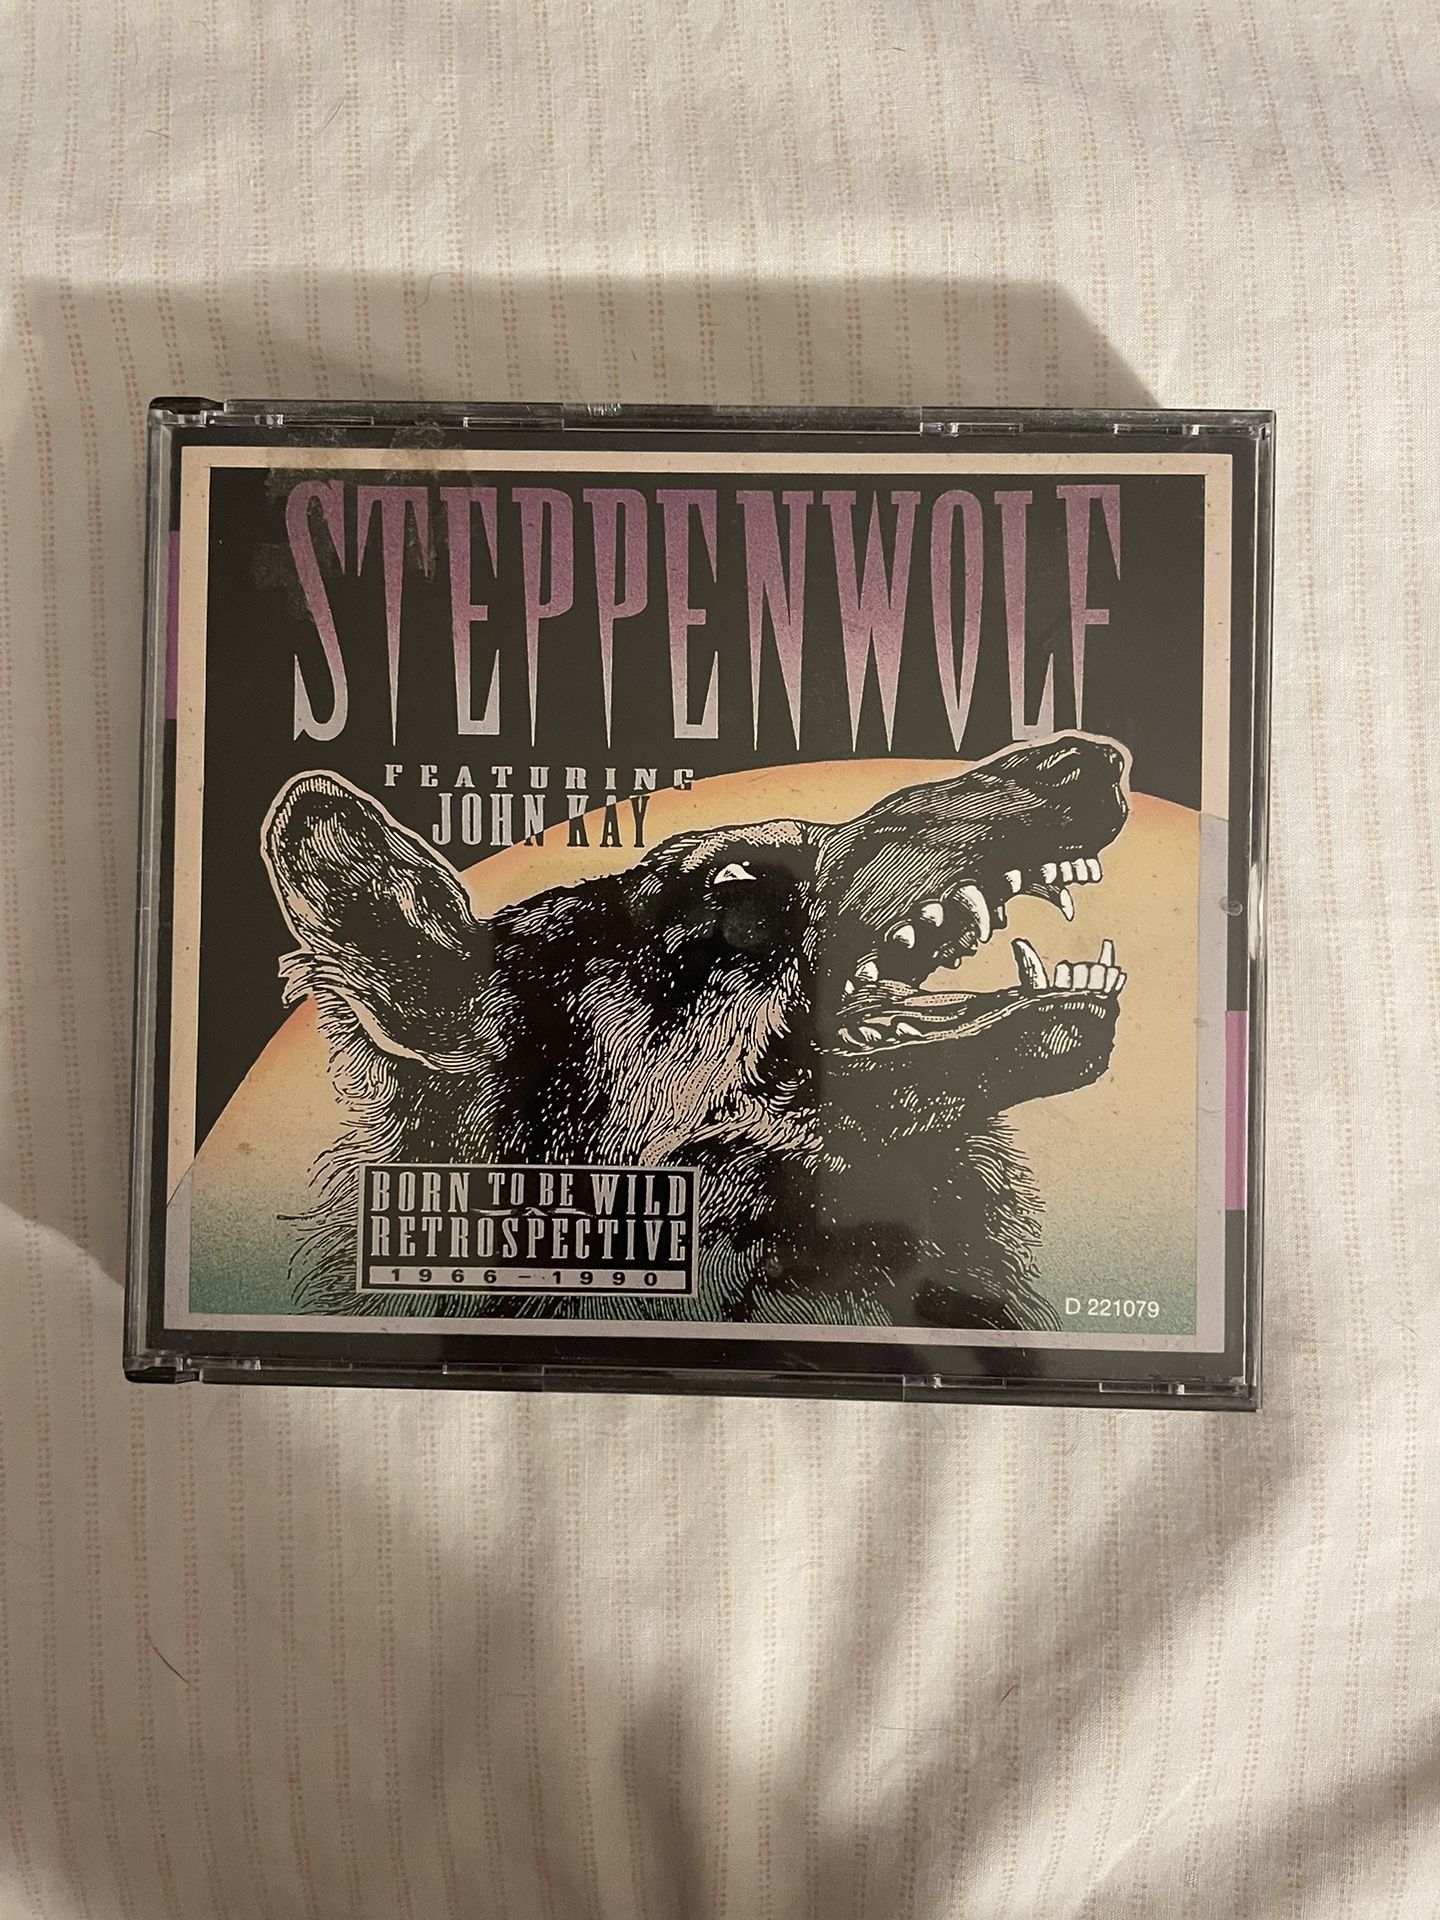 STEPPENWOLF
FEATURING
JOHN KAY
BORN TO BE WILD
A
RETROSPECTIVE
1966-1990
D 221079